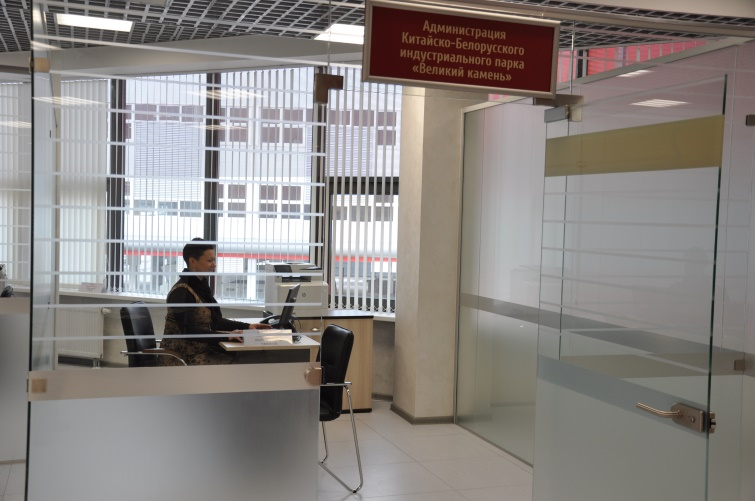 Администрация
Китайско-Белорусского
индустриального парка
«Великий камень»